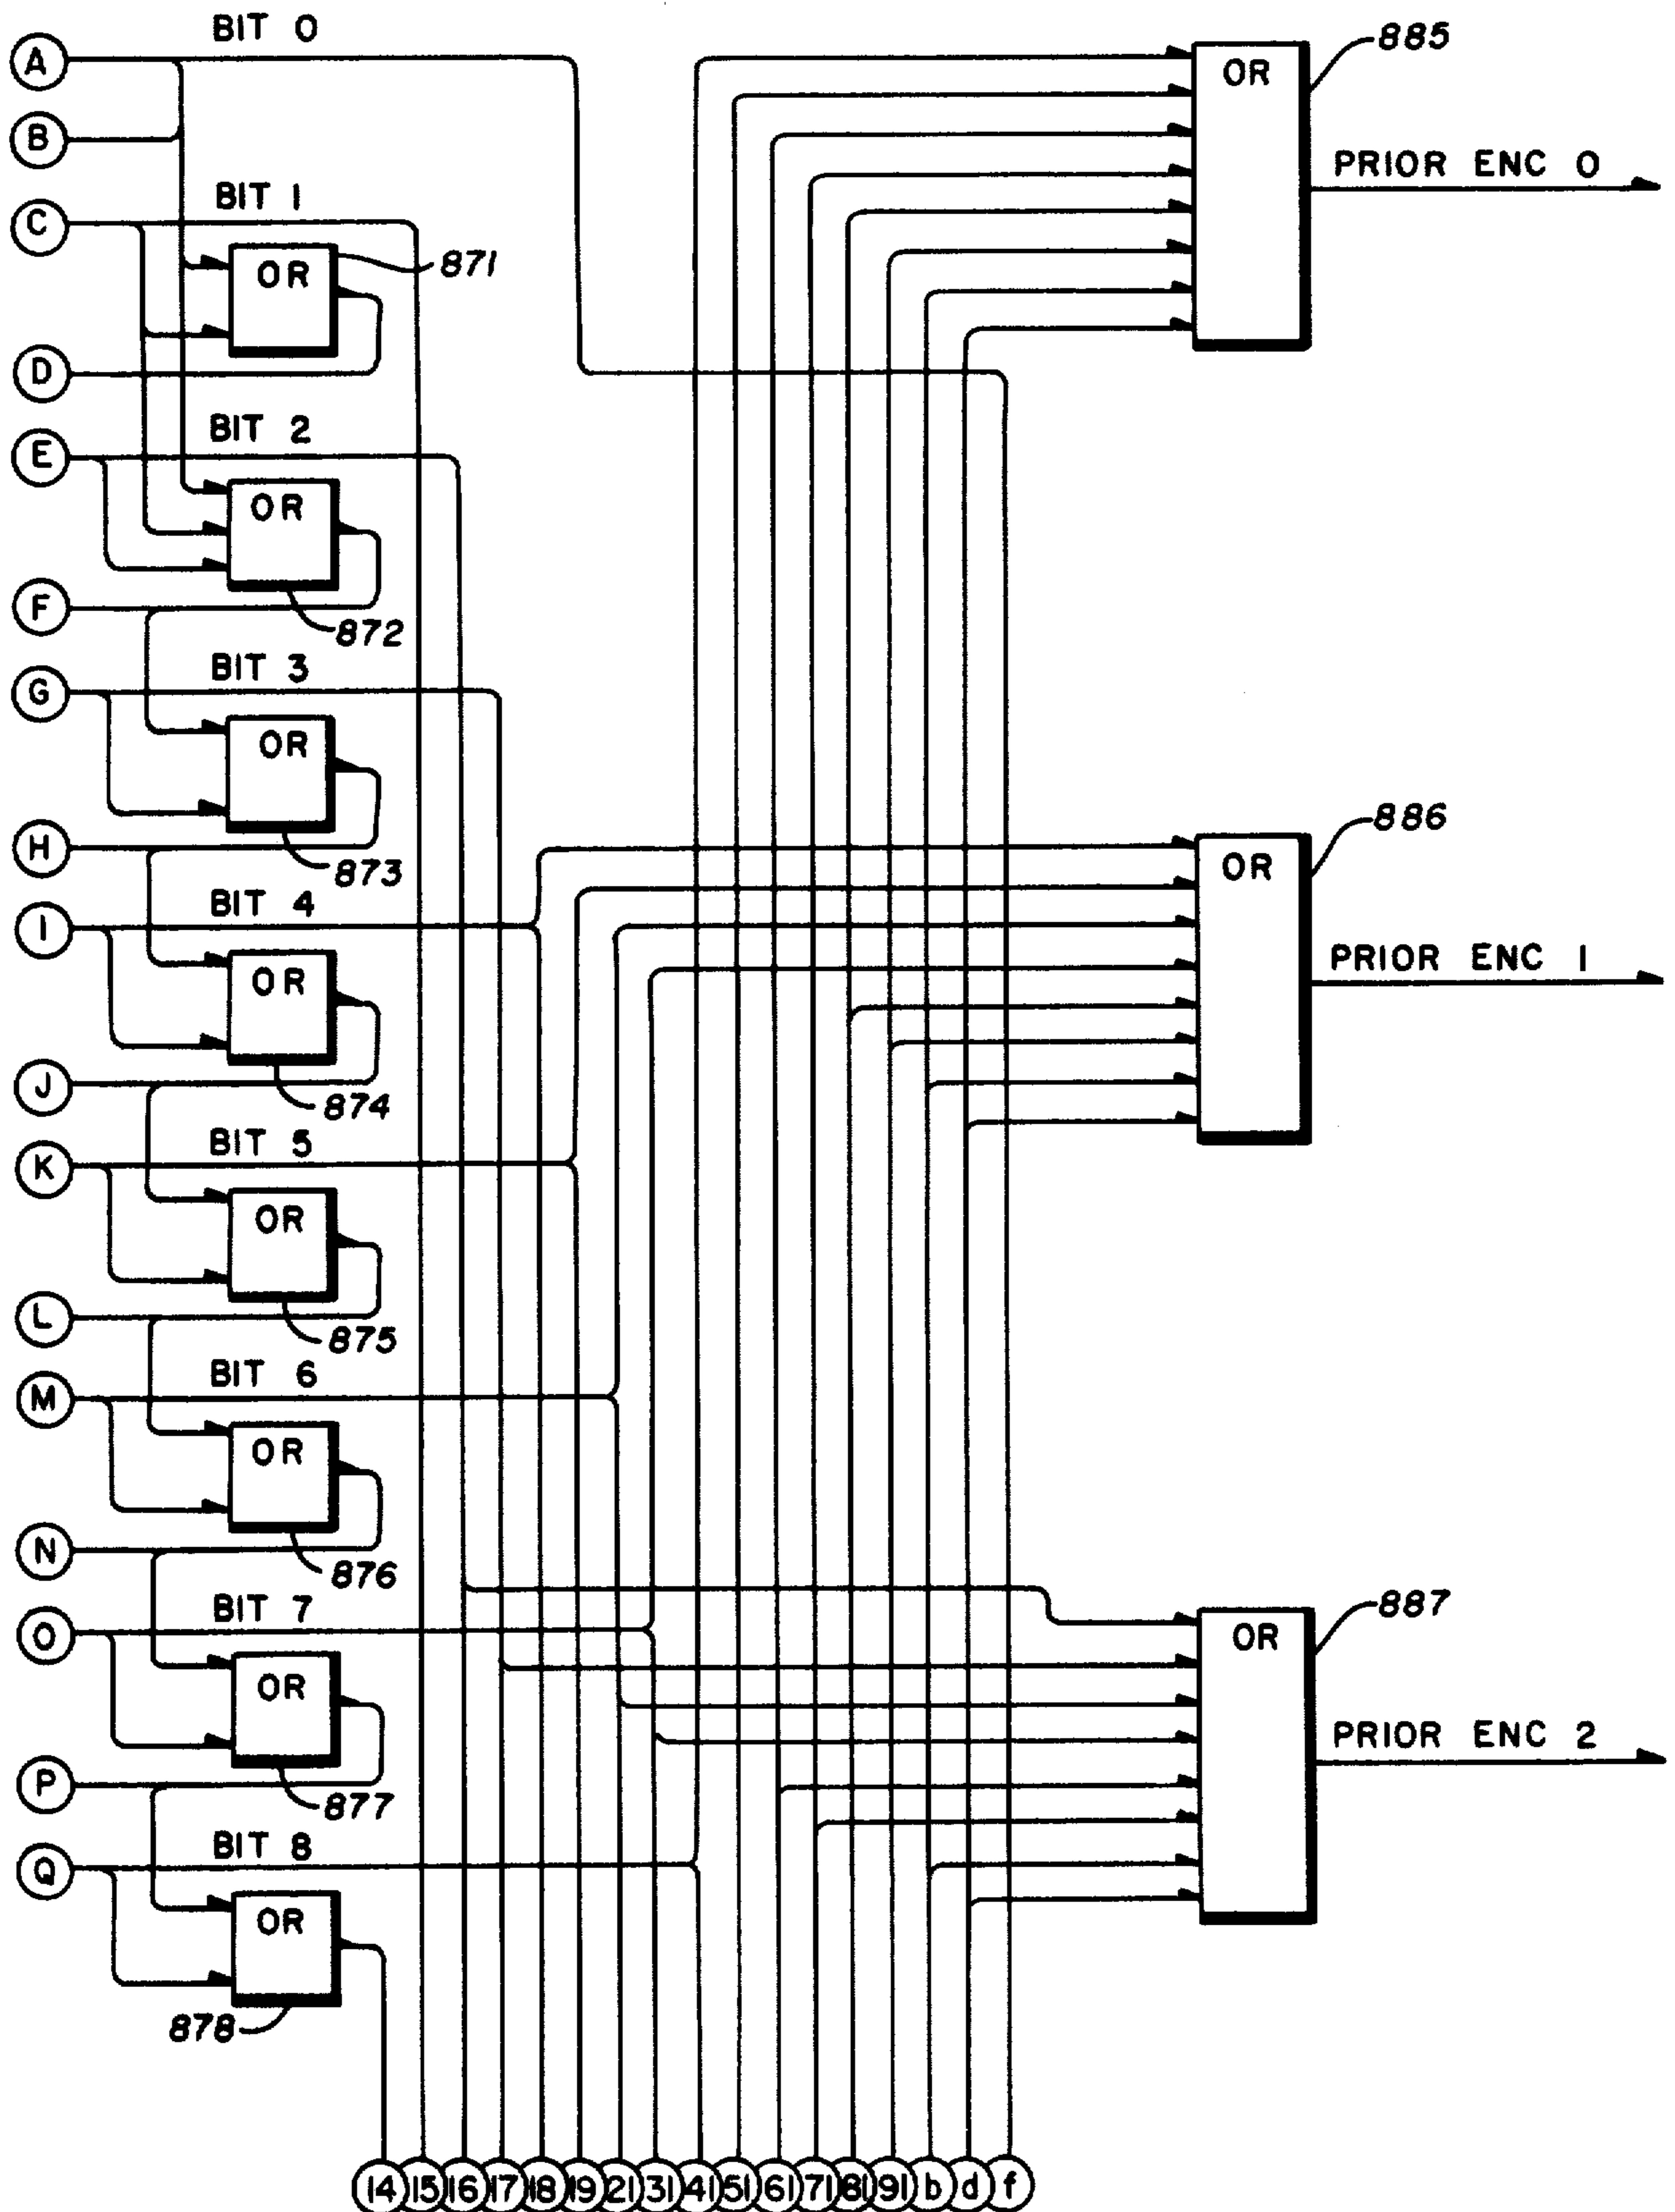 A
BIT 0
B
C
BIT 1
OR
871
D
E
BIT 2
OR
872
F
G
BIT 3
OR
873
H
I
BIT 4
OR
874
J
K
BIT 5
OR
875
L
M
BIT 6
OR
876
N
O
BIT 7
OR
877
P
Q
BIT 8
OR
878
OR
885
PRIOR ENC 0
OR
886
PRIOR ENC 1
OR
887
PRIOR ENC 2
14 15 16 17 18 19 21 31 41 51 61 71 81 91 b d f